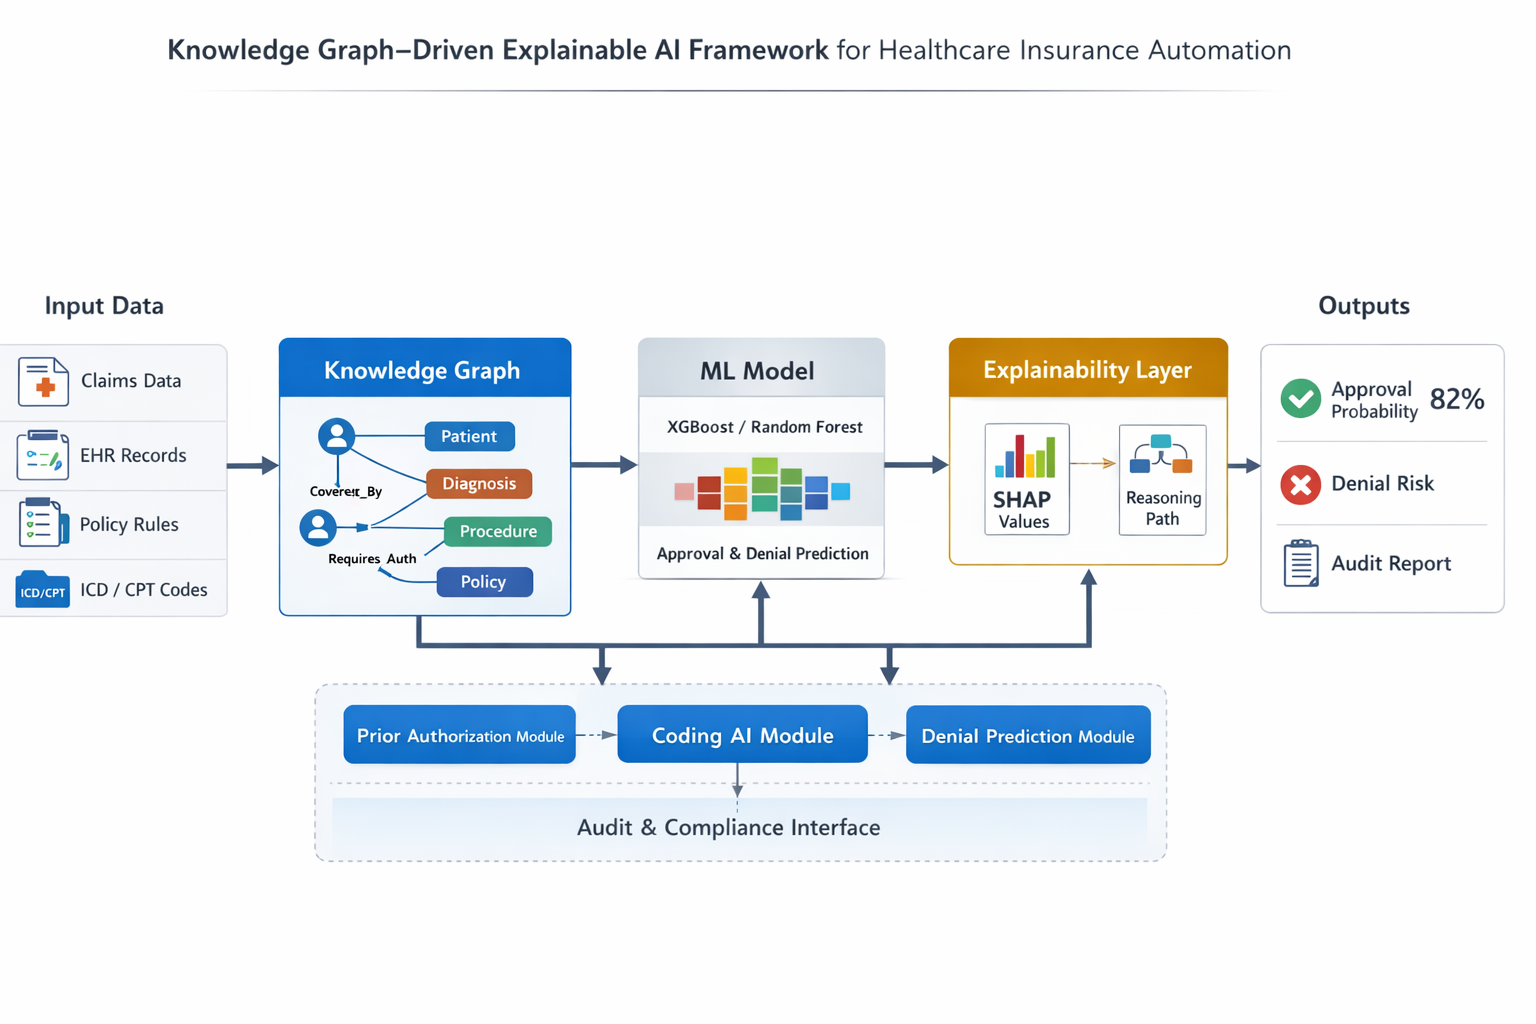 Knowledge Graph–Driven Explainable AI Framework for Healthcare Insurance Automation
Input Data
Claims Data
EHR Records
Policy Rules
ICD/CPT
ICD / CPT Codes
Knowledge Graph
Patient
Diagnosis
Procedure
Policy
Requires Auth
ML Model
XGBoost / Random Forest
Approval & Denial Prediction
Explainability Layer
SHAP
Values
Reasoning
Path
Outputs
Approval
Probability
82%
Denial Risk
Audit Report
Prior Authorization Module
Coding AI Module
Denial Prediction Module
Audit & Compliance Interface